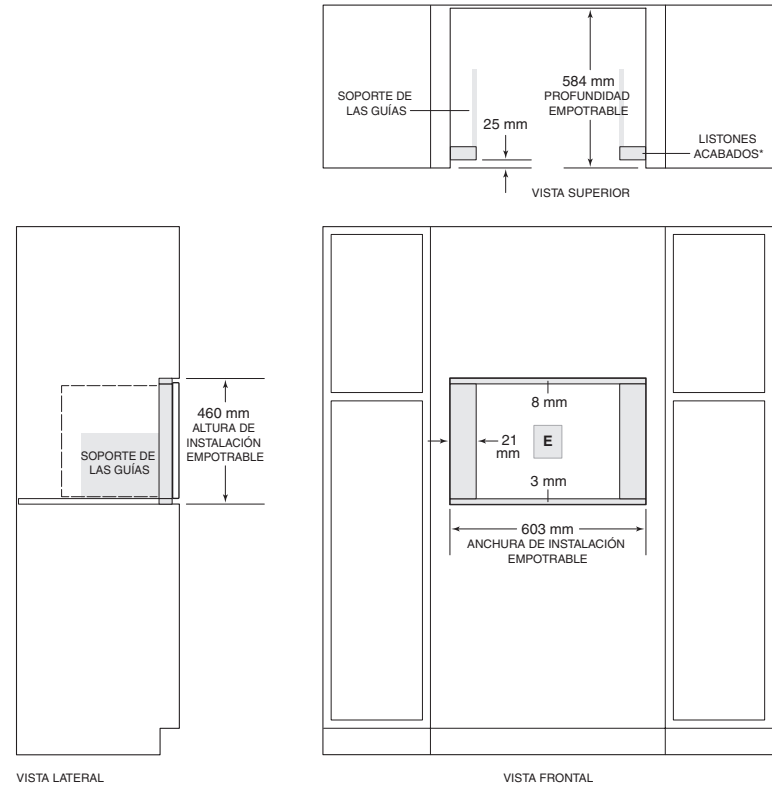 584 mm
PROFUNDIDAD
EMPOTRABLE
SOPORTE DE
LAS GUÍAS
25 mm
LISTONES
ACABADOS*
VISTA SUPERIOR
460 mm
ALTURA DE
INSTALACIÓN
EMPOTRABLE
SOPORTE DE
LAS GUÍAS
VISTA LATERAL
8 mm
21
mm
E
3 mm
603 mm
ANCHURA DE INSTALACIÓN
EMPOTRABLE
VISTA FRONTAL